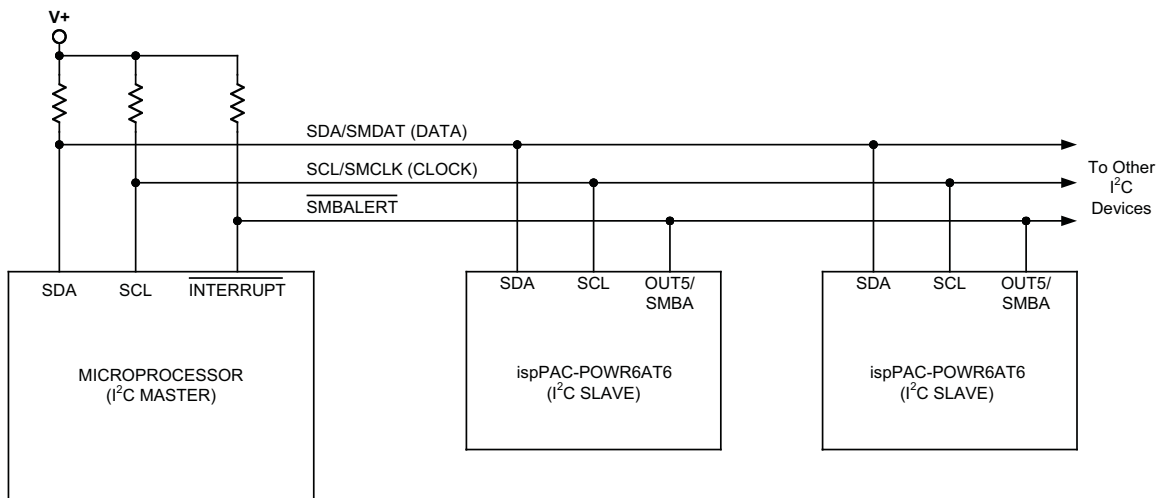 V+
SDA/SMDAT (DATA)
SCL/SMCLK (CLOCK)
SMBALERT
To Other
I²C
Devices
SDA SCL INTERRUPT
MICROPROCESSOR
(I²C MASTER)
SDA SCL OUT5/
SMBA
ispPAC-POWR6AT6
(I²C SLAVE)
SDA SCL OUT5/
SMBA
ispPAC-POWR6AT6
(I²C SLAVE)